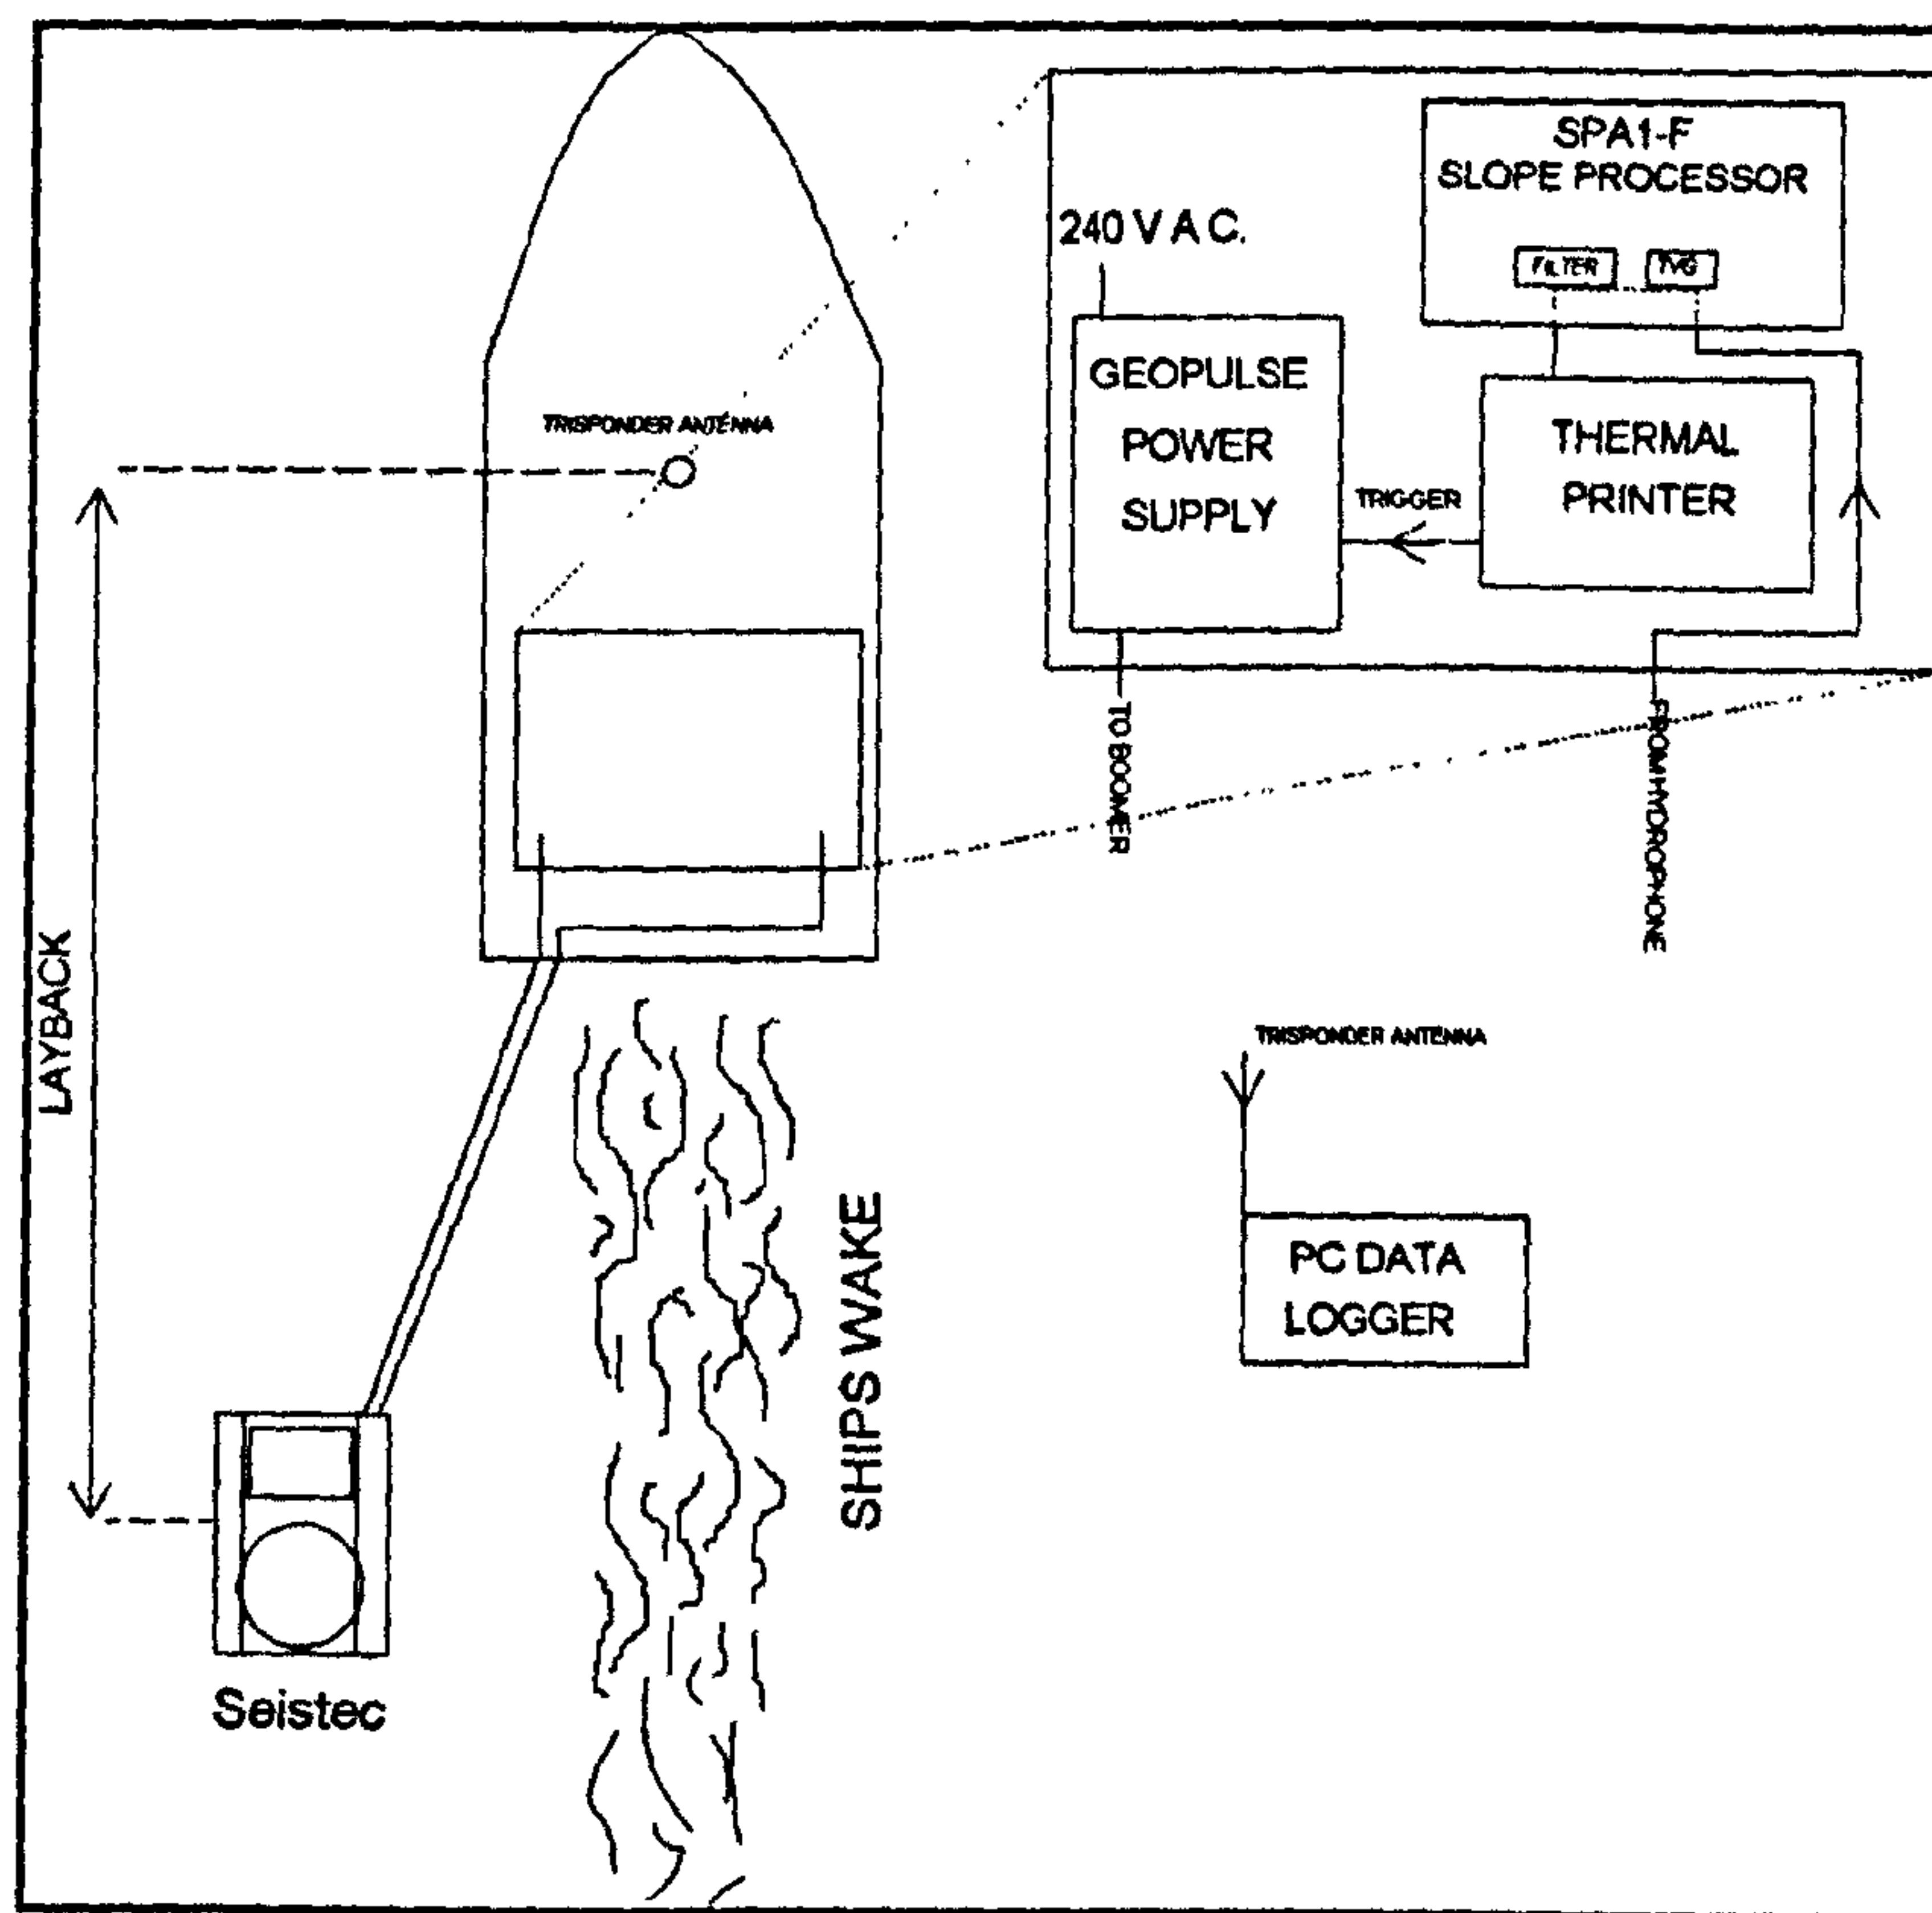 SPA1-F
SLOPE PROCESSOR
240 V A C.
FILTER
TVG
GEOPULSE
POWER
SUPPLY
THERMAL
PRINTER
TRISPONDER ANTENNA
TRIGGER
TO BOOMER
FROM HYDROPHONE
LAYBACK
TRISPONDER ANTENNA
SHIPS WAKE
PC DATA
LOGGER
Seistec